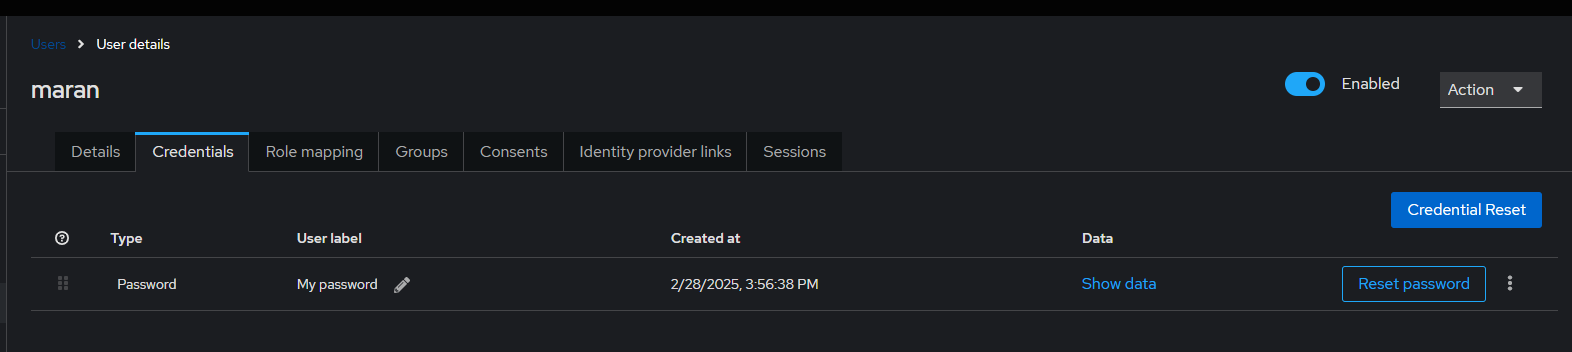 Users > User details
maran
Enabled
Action
Details Credentials Role mapping Groups Consents Identity provider links Sessions
Credential Reset
Type User label Created at Data
Password My password 2/28/2025, 3:56:38 PM Show data Reset password